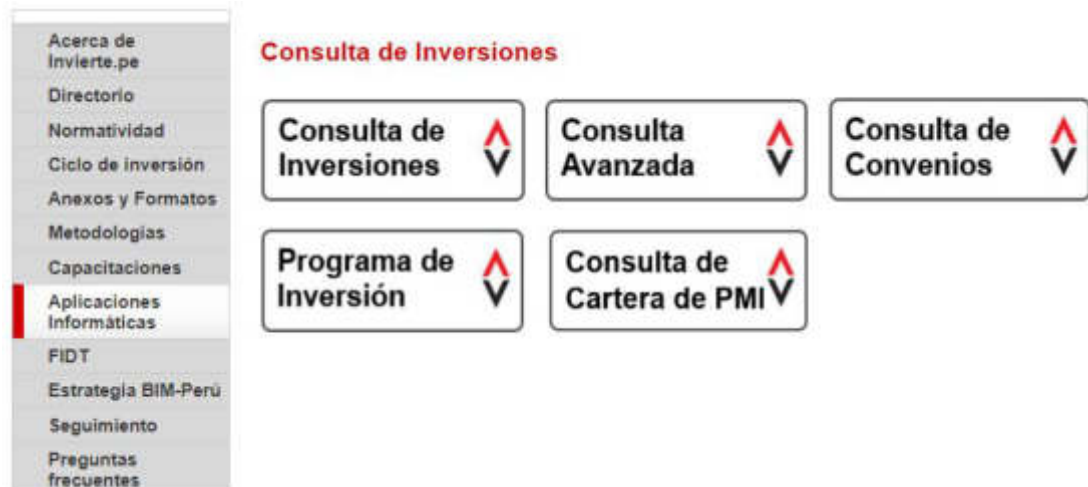 Acerca de
Invierte.pe
Directorio
Normatividad
Ciclo de inversión
Anexos y Formatos
Metodologías
Capacitaciones
Aplicaciones
Informáticas
FIDT
Estrategia BIM-Perú
Seguimiento
Preguntas
frecuentes
Consulta de Inversiones
Consulta de
Inversiones
Consulta
Avanzada
Consulta de
Convenios
Programa de
Inversión
Consulta de
Cartera de PMI